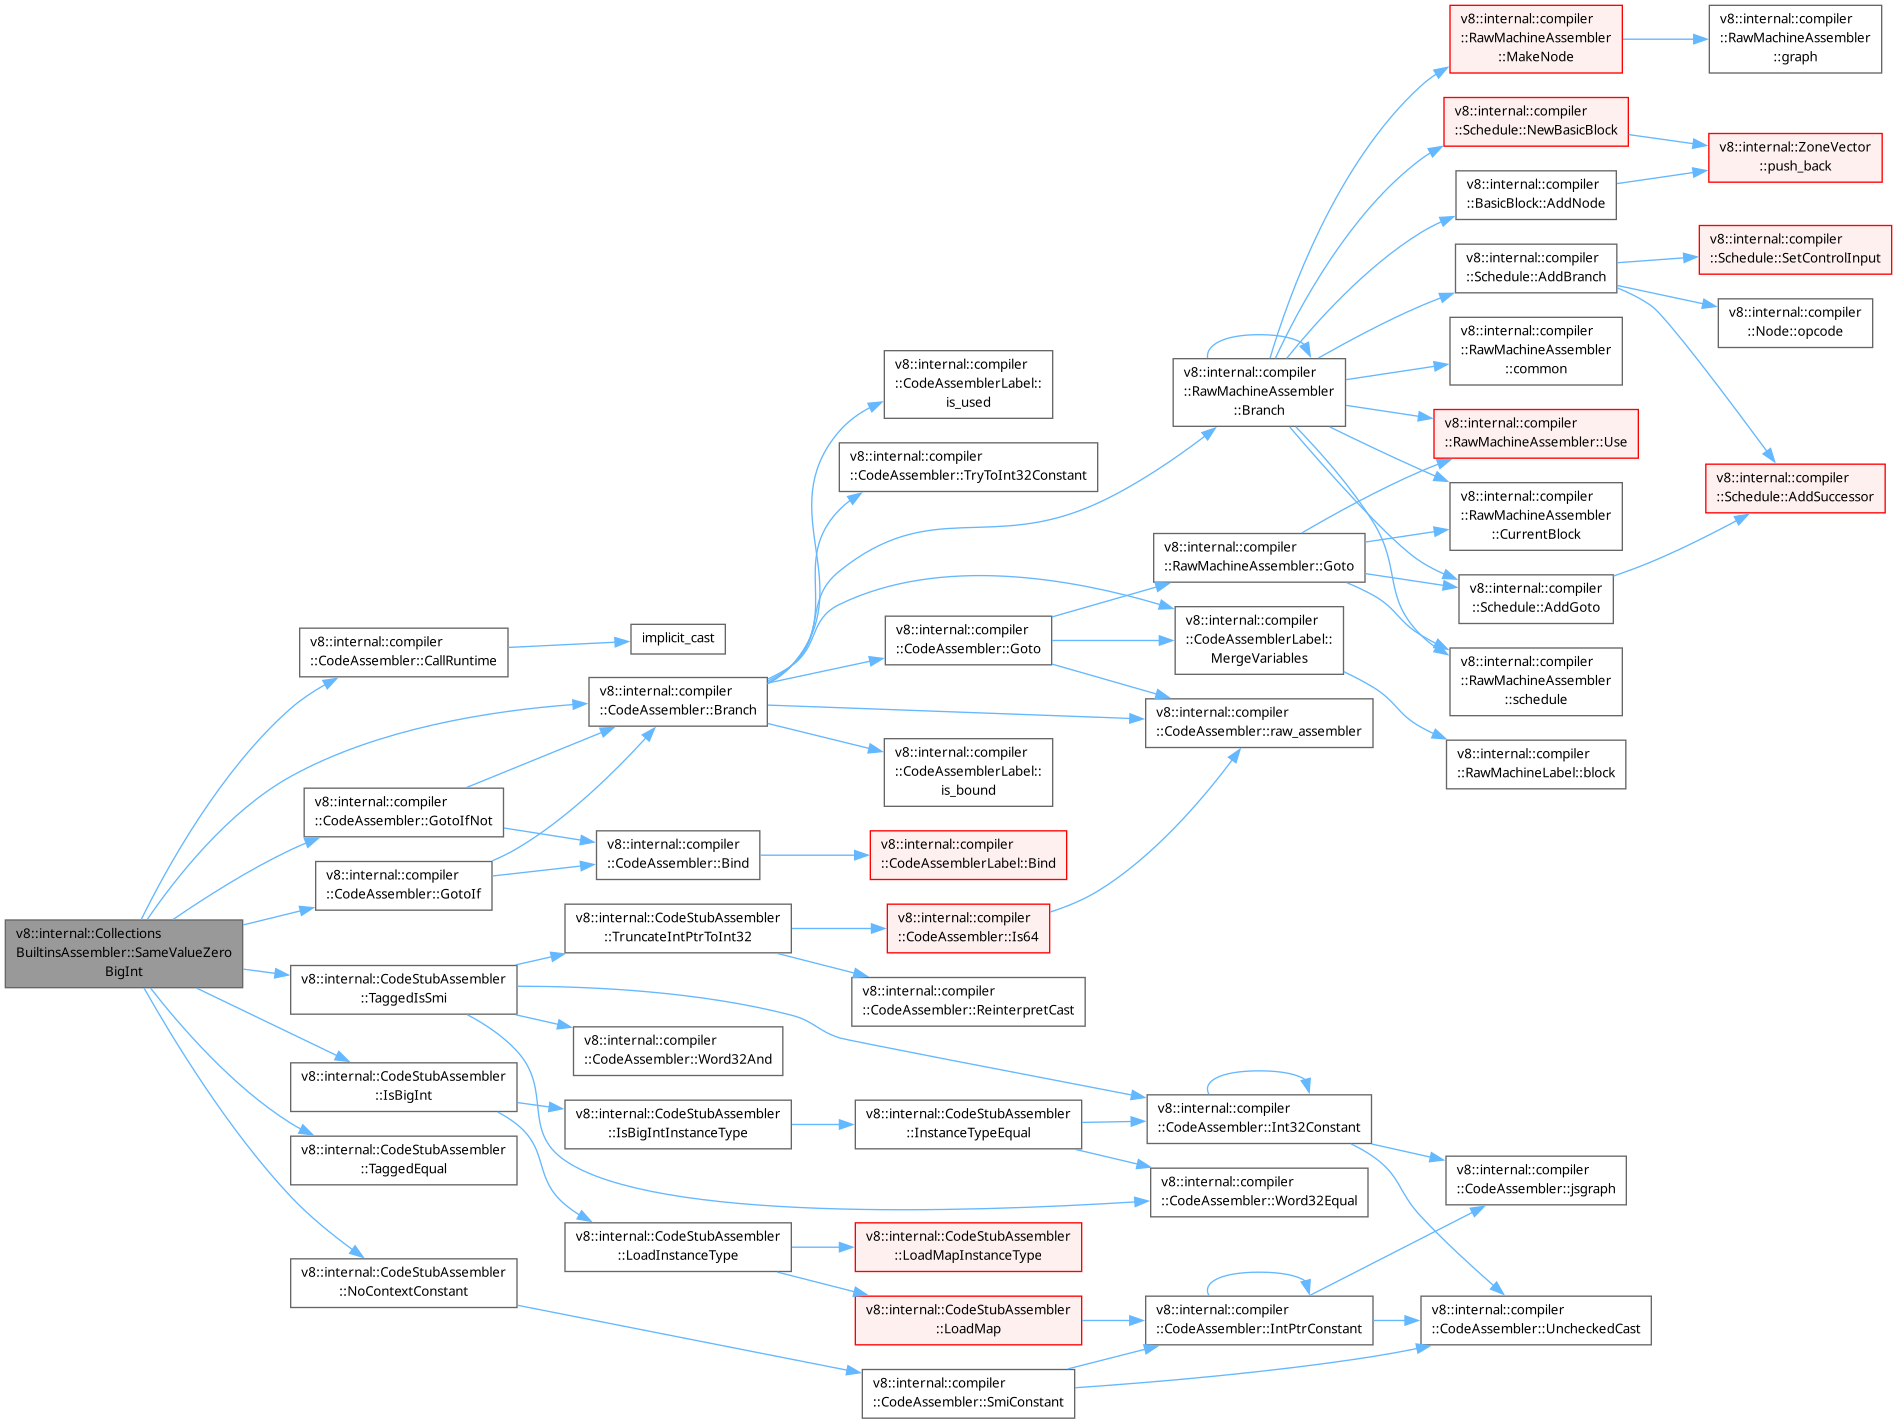 v8::internal::Collections
BuiltinsAssembler::SameValueZero
BigInt
v8::internal::compiler
::CodeAssembler::CallRuntime
implicit_cast
v8::internal::compiler
::CodeAssembler::Branch
v8::internal::compiler
::CodeAssembler::GotoIfNot
v8::internal::compiler
::CodeAssembler::GotoIf
v8::internal::CodeStubAssembler
::TaggedIsSmi
v8::internal::CodeStubAssembler
::IsBigInt
v8::internal::CodeStubAssembler
::TaggedEqual
v8::internal::CodeStubAssembler
::NoContextConstant
v8::internal::compiler
::CodeAssembler::Bind
v8::internal::CodeStubAssembler
::TruncateIntPtrToInt32
v8::internal::compiler
::CodeAssembler::Word32And
v8::internal::CodeStubAssembler
::IsBigIntInstanceType
v8::internal::CodeStubAssembler
::LoadInstanceType
v8::internal::compiler
::CodeAssemblerLabel::
is_used
v8::internal::compiler
::CodeAssembler::TryToInt32Constant
v8::internal::compiler
::CodeAssembler::Goto
v8::internal::compiler
::CodeAssemblerLabel::
is_bound
v8::internal::compiler
::CodeAssemblerLabel::Bind
v8::internal::compiler
::CodeAssembler::Is64
v8::internal::compiler
::CodeAssembler::ReinterpretCast
v8::internal::CodeStubAssembler
::InstanceTypeEqual
v8::internal::CodeStubAssembler
::LoadMapInstanceType
v8::internal::CodeStubAssembler
::LoadMap
v8::internal::compiler
::CodeAssembler::SmiConstant
v8::internal::compiler
::RawMachineAssembler
::Branch
v8::internal::compiler
::RawMachineAssembler::Goto
v8::internal::compiler
::CodeAssemblerLabel::
MergeVariables
v8::internal::compiler
::CodeAssembler::raw_assembler
v8::internal::compiler
::CodeAssembler::Int32Constant
v8::internal::compiler
::CodeAssembler::Word32Equal
v8::internal::compiler
::CodeAssembler::IntPtrConstant
v8::internal::compiler
::RawMachineAssembler
::MakeNode
v8::internal::compiler
::Schedule::NewBasicBlock
v8::internal::compiler
::BasicBlock::AddNode
v8::internal::compiler
::Schedule::AddBranch
v8::internal::compiler
::RawMachineAssembler
::common
v8::internal::compiler
::RawMachineAssembler::Use
v8::internal::compiler
::RawMachineAssembler
::CurrentBlock
v8::internal::compiler
::Schedule::AddGoto
v8::internal::compiler
::RawMachineAssembler
::schedule
v8::internal::compiler
::RawMachineLabel::block
v8::internal::compiler
::CodeAssembler::jsgraph
v8::internal::compiler
::CodeAssembler::UncheckedCast
v8::internal::compiler
::RawMachineAssembler
::graph
v8::internal::ZoneVector
::push_back
v8::internal::compiler
::Schedule::SetControlInput
v8::internal::compiler
::Node::opcode
v8::internal::compiler
::Schedule::AddSuccessor